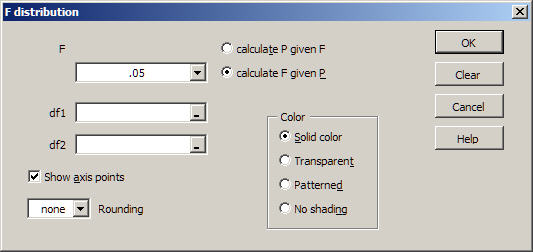 F distribution
F
calculate P given F
OK
.05
calculate F given P
Clear
df1
Color
Cancel
df2
Solid color
Help
Transparent
Show axis points
Patterned
none Rounding
No shading